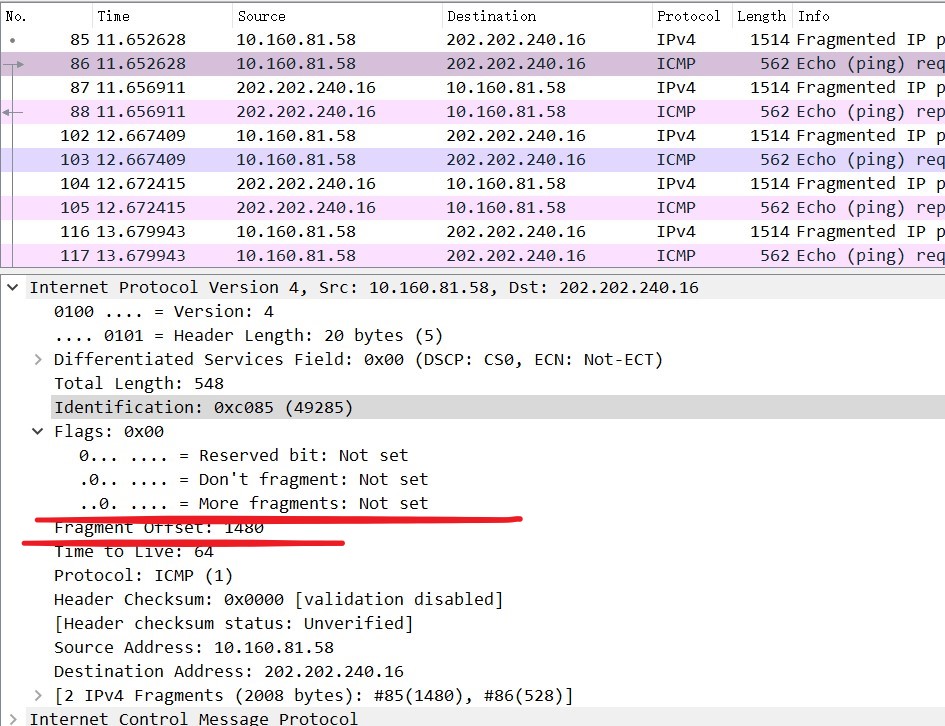 No. Time Source Destination Protocol Length Info
85 11.652628 10.160.81.58 202.202.240.16 IPv4 1514 Fragmented IP p
86 11.652628 10.160.81.58 202.202.240.16 ICMP 562 Echo (ping) req
87 11.656911 202.202.240.16 10.160.81.58 IPv4 1514 Fragmented IP p
88 11.656911 202.202.240.16 10.160.81.58 ICMP 562 Echo (ping) rep
102 12.667409 10.160.81.58 202.202.240.16 IPv4 1514 Fragmented IP p
103 12.667409 10.160.81.58 202.202.240.16 ICMP 562 Echo (ping) req
104 12.672415 202.202.240.16 10.160.81.58 IPv4 1514 Fragmented IP p
105 12.672415 202.202.240.16 10.160.81.58 ICMP 562 Echo (ping) rep
116 13.679943 10.160.81.58 202.202.240.16 IPv4 1514 Fragmented IP p
117 13.679943 10.160.81.58 202.202.240.16 ICMP 562 Echo (ping) req
Internet Protocol Version 4, Src: 10.160.81.58, Dst: 202.202.240.16
0100 .... = Version: 4
.... 0101 = Header Length: 20 bytes (5)
Differentiated Services Field: 0x00 (DSCP: CS0, ECN: Not-ECT)
Total Length: 548
Identification: 0xc085 (49285)
Flags: 0x00
0... .... = Reserved bit: Not set
.0.. .... = Don't fragment: Not set
..0. .... = More fragments: Not set
Fragment Offset: 1480
Time to Live: 64
Protocol: ICMP (1)
Header Checksum: 0x0000 [validation disabled]
[Header checksum status: Unverified]
Source Address: 10.160.81.58
Destination Address: 202.202.240.16
[2 IPv4 Fragments (2008 bytes): #85(1480), #86(528)]
Internet Control Message Protocol